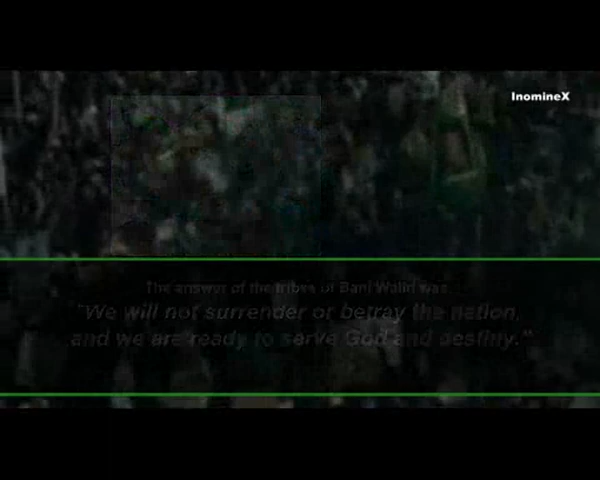 InomineX
The answer of the tribes of Bani Walid was:
"We will not surrender or betray the nation,
and we are ready to serve God and destiny."